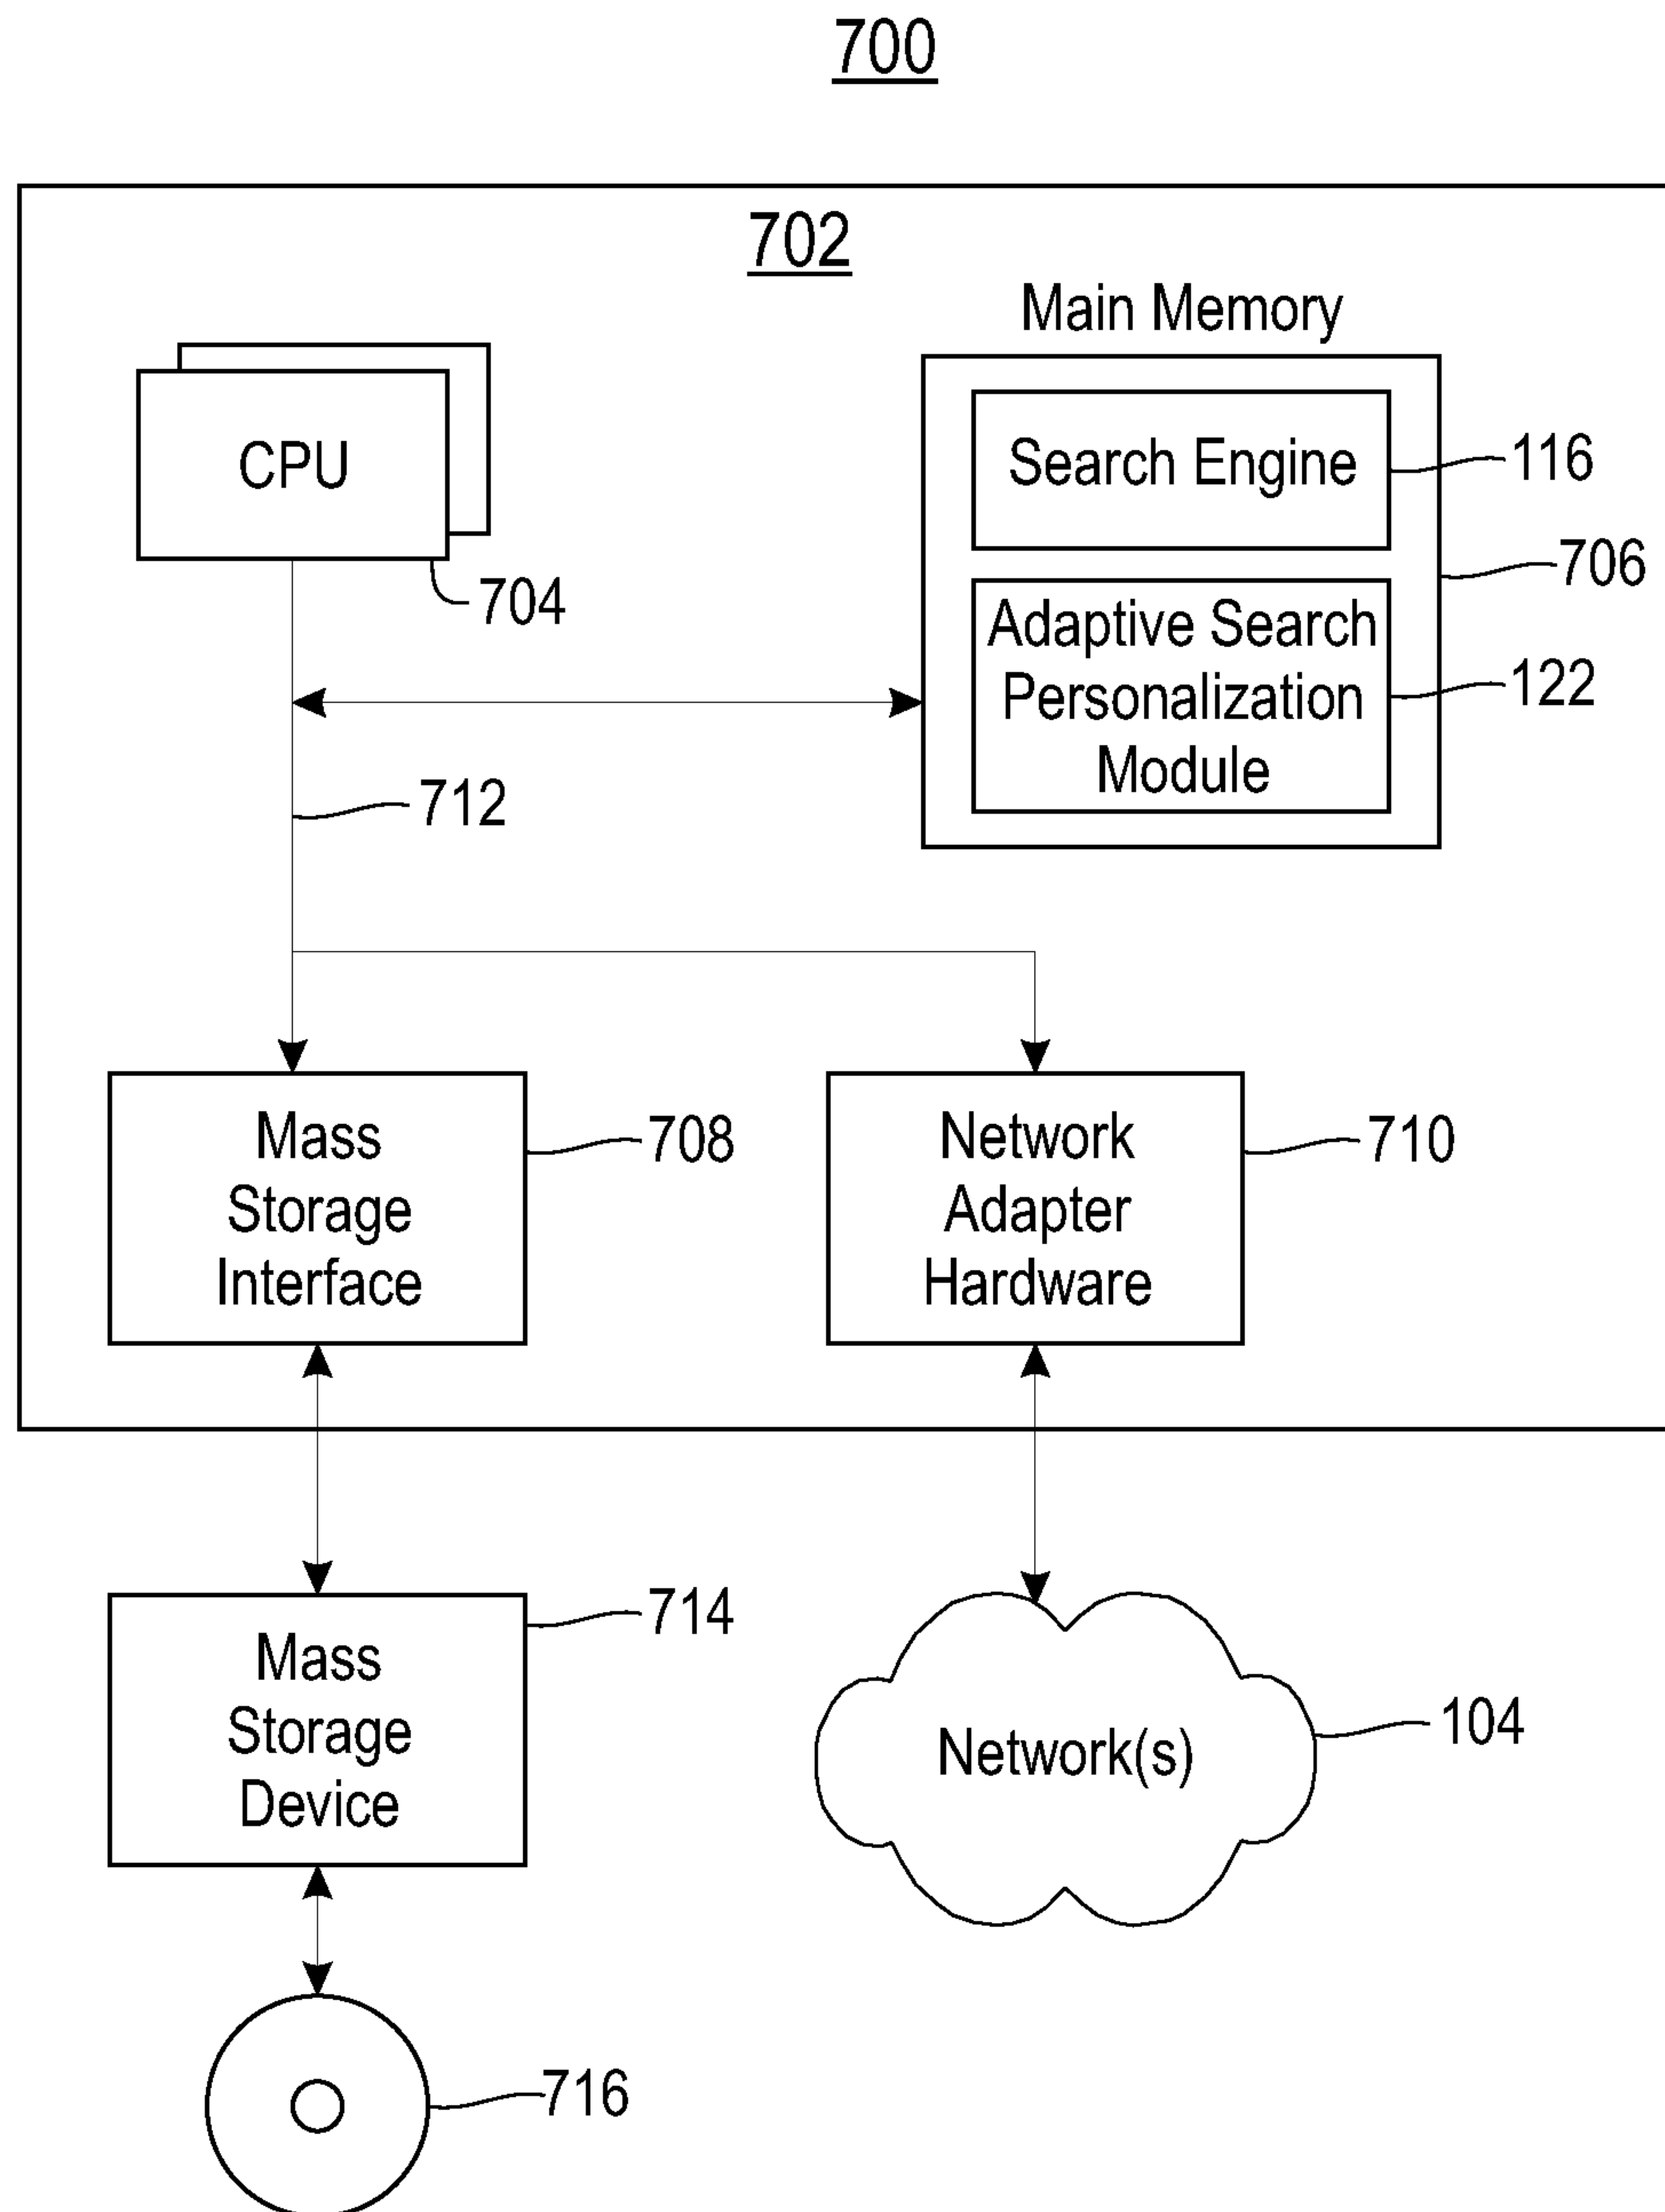 700
702
Main Memory
CPU
Search Engine
116
706
704
Adaptive Search
Personalization
Module
122
712
Mass
Storage
Interface
708
Network
Adapter
Hardware
710
Mass
Storage
Device
714
Network(s)
104
716